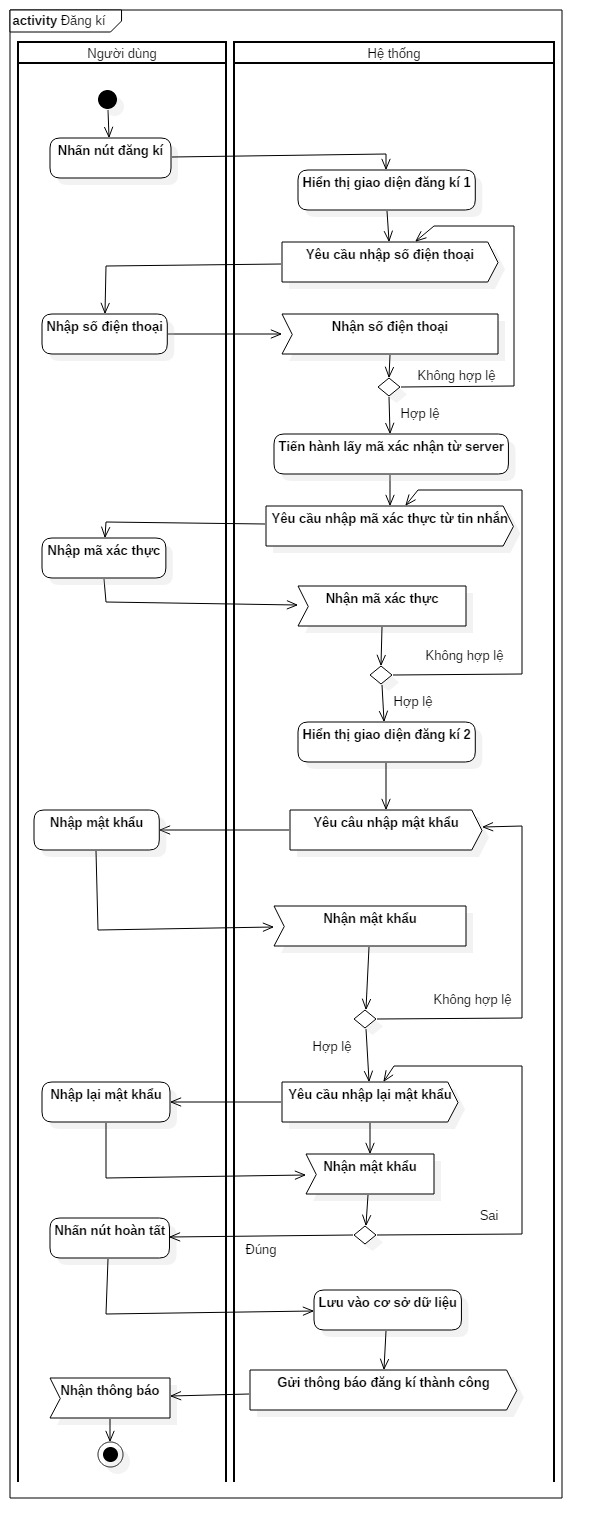 activity Đăng kí
Người dùng
Hệ thống
Nhấn nút đăng kí
Hiển thị giao diện đăng kí 1
Yêu cầu nhập số điện thoại
Nhập số điện thoại
Nhận số điện thoại
Không hợp lệ
Hợp lệ
Tiến hành lấy mã xác nhận từ server
Yêu cầu nhập mã xác thực từ tin nhắn
Nhập mã xác thực
Nhận mã xác thực
Không hợp lệ
Hợp lệ
Hiển thị giao diện đăng kí 2
Nhập mật khẩu
Yêu câu nhập mật khẩu
Nhận mật khẩu
Không hợp lệ
Hợp lệ
Nhập lại mật khẩu
Yêu cầu nhập lại mật khẩu
Nhận mật khẩu
Sai
Nhấn nút hoàn tất
Đúng
Lưu vào cơ sở dữ liệu
Nhận thông báo
Gửi thông báo đăng kí thành công